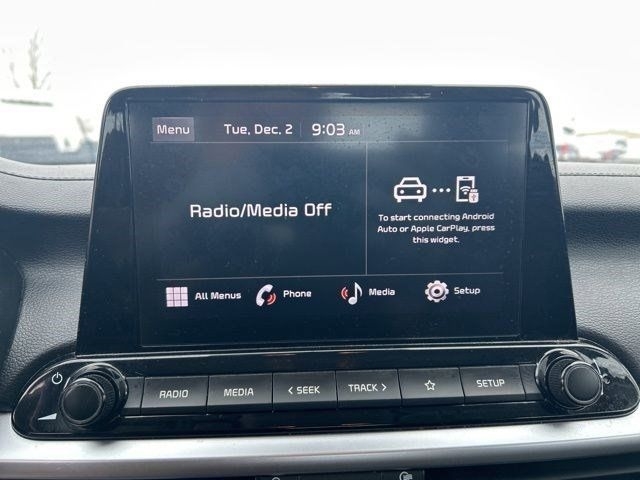 Menu Tue, Dec. 2 9:03 AM
Radio/Media Off
To start connecting Android
Auto or Apple CarPlay, press
this widget.
All Menus Phone Media Setup
RADIO MEDIA < SEEK TRACK > SETUP